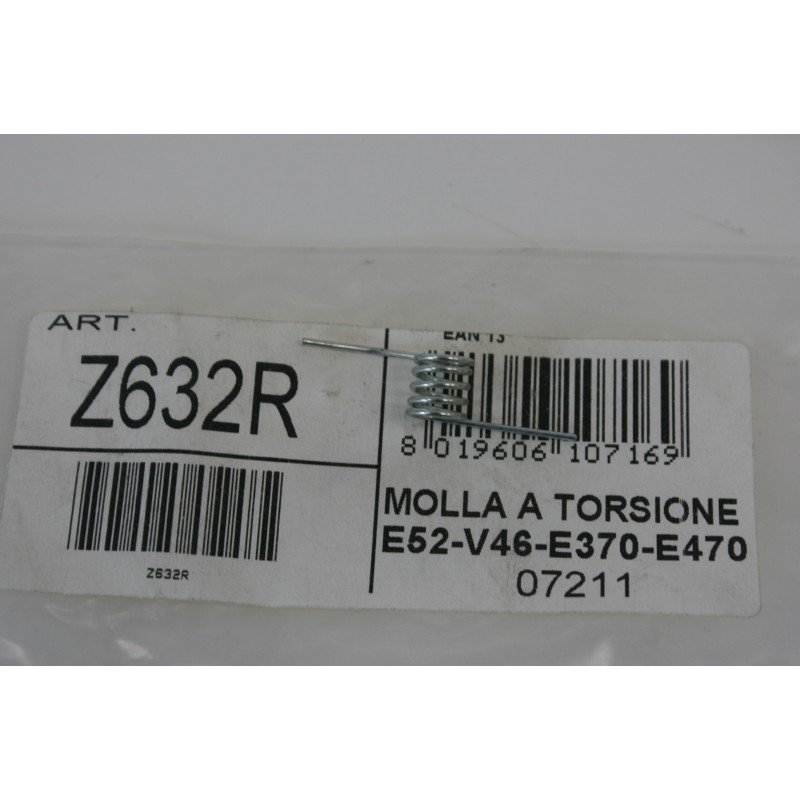 ART.
Z632R
Z632R
EAN 13
8 019606 107169
MOLLA A TORSIONE
E52-V46-E370-E470
07211